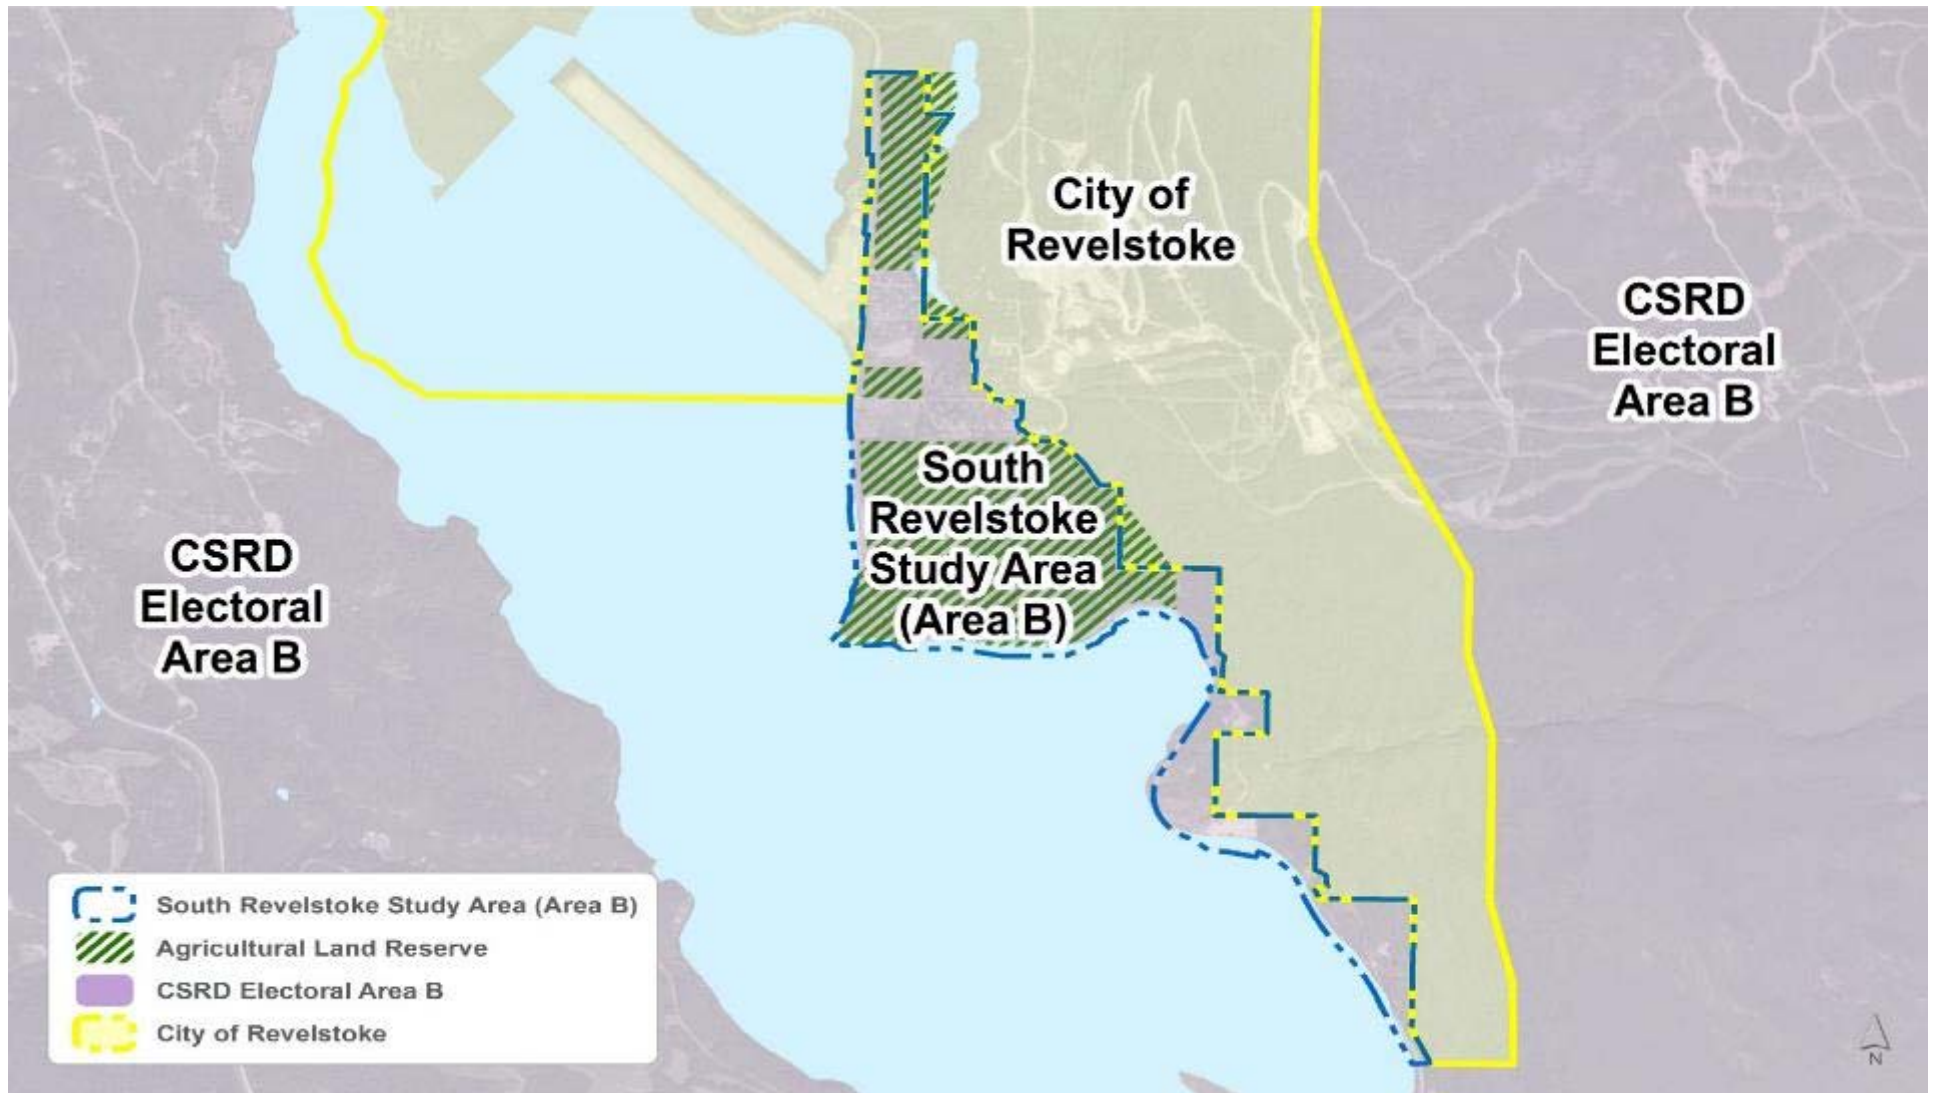 City of
Revelstoke
CSRD
Electoral
Area B
South
Revelstoke
Study Area
(Area B)
CSRD
Electoral
Area B
South Revelstoke Study Area (Area B)
Agricultural Land Reserve
CSRD Electoral Area B
City of Revelstoke
N